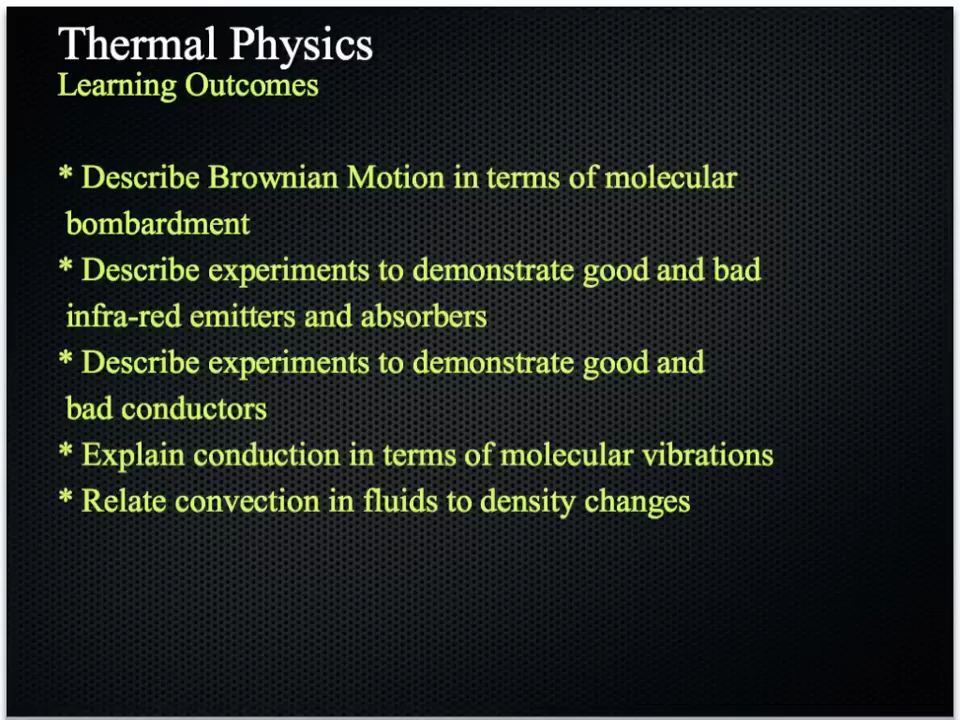 Thermal Physics
Learning Outcomes
* Describe Brownian Motion in terms of molecular
bombardment
* Describe experiments to demonstrate good and bad
infra-red emitters and absorbers
* Describe experiments to demonstrate good and
bad conductors
* Explain conduction in terms of molecular vibrations
* Relate convection in fluids to density changes